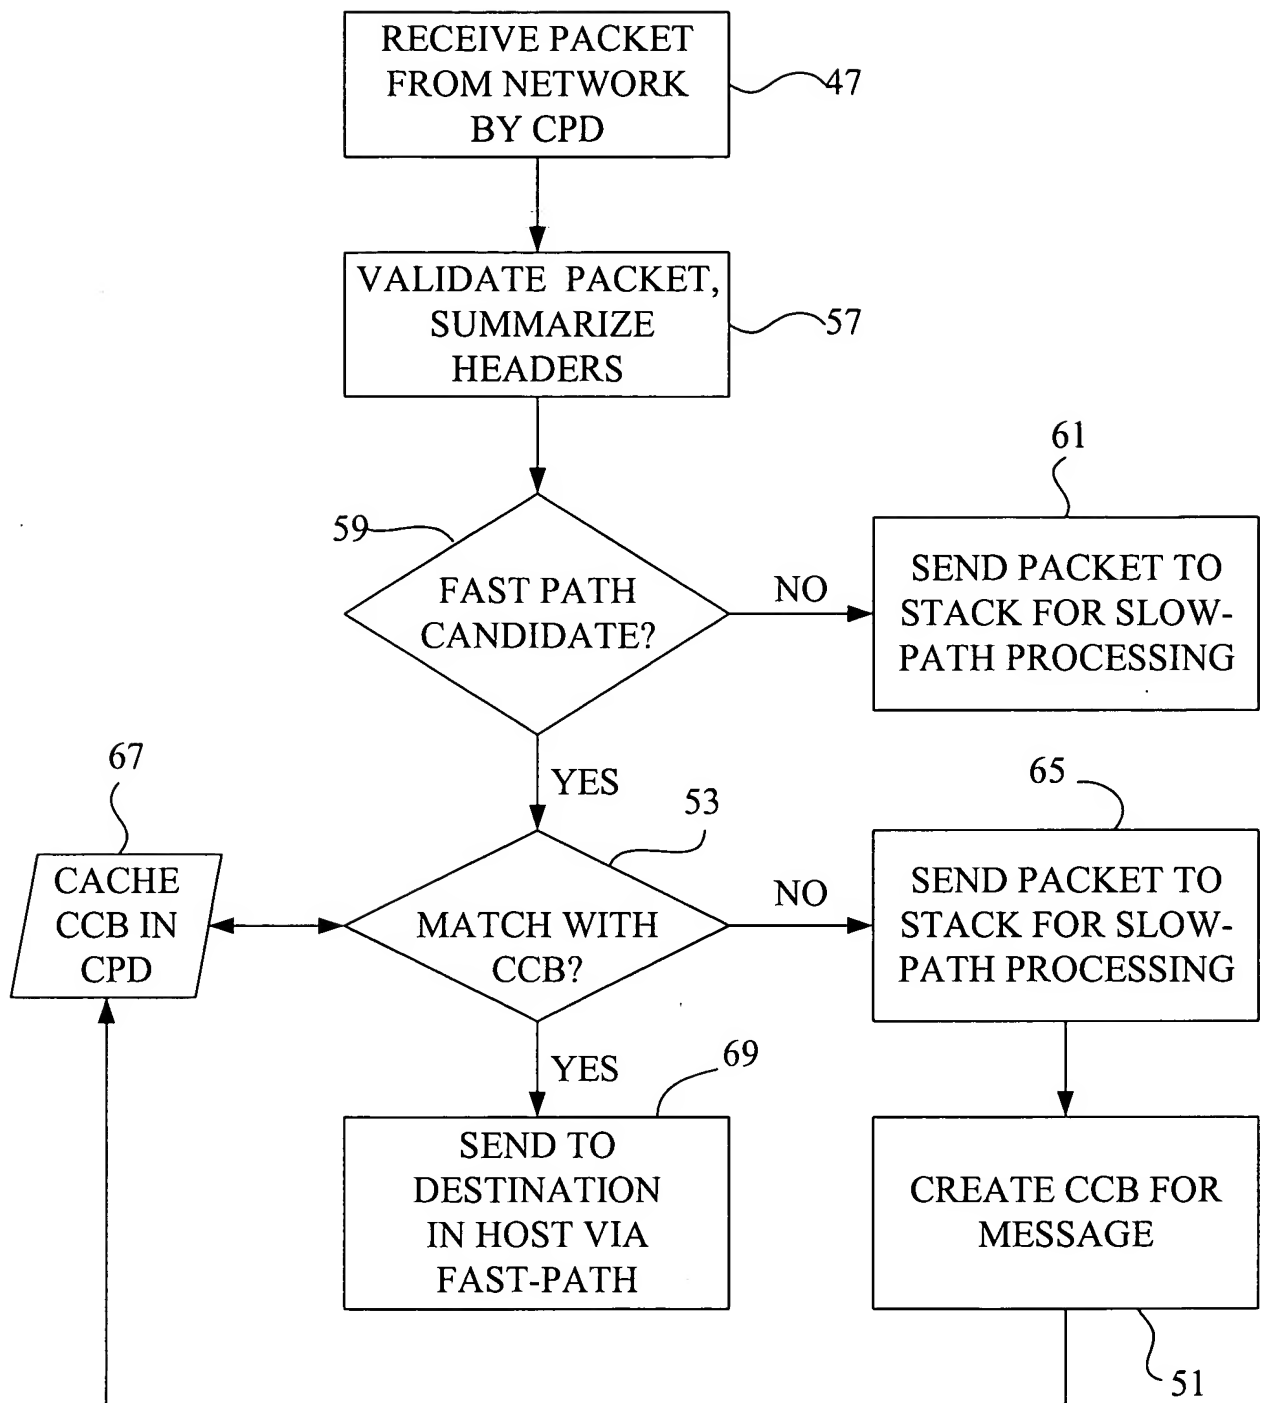 RECEIVE PACKET
FROM NETWORK
BY CPD
47
VALIDATE PACKET,
SUMMARIZE
HEADERS
57
61
59
FAST PATH
CANDIDATE?
NO
SEND PACKET TO
STACK FOR SLOW-
PATH PROCESSING
YES
67
53
65
CACHE
CCB IN
CPD
MATCH WITH
CCB?
NO
SEND PACKET TO
STACK FOR SLOW-
PATH PROCESSING
YES
69
SEND TO
DESTINATION
IN HOST VIA
FAST-PATH
CREATE CCB FOR
MESSAGE
51